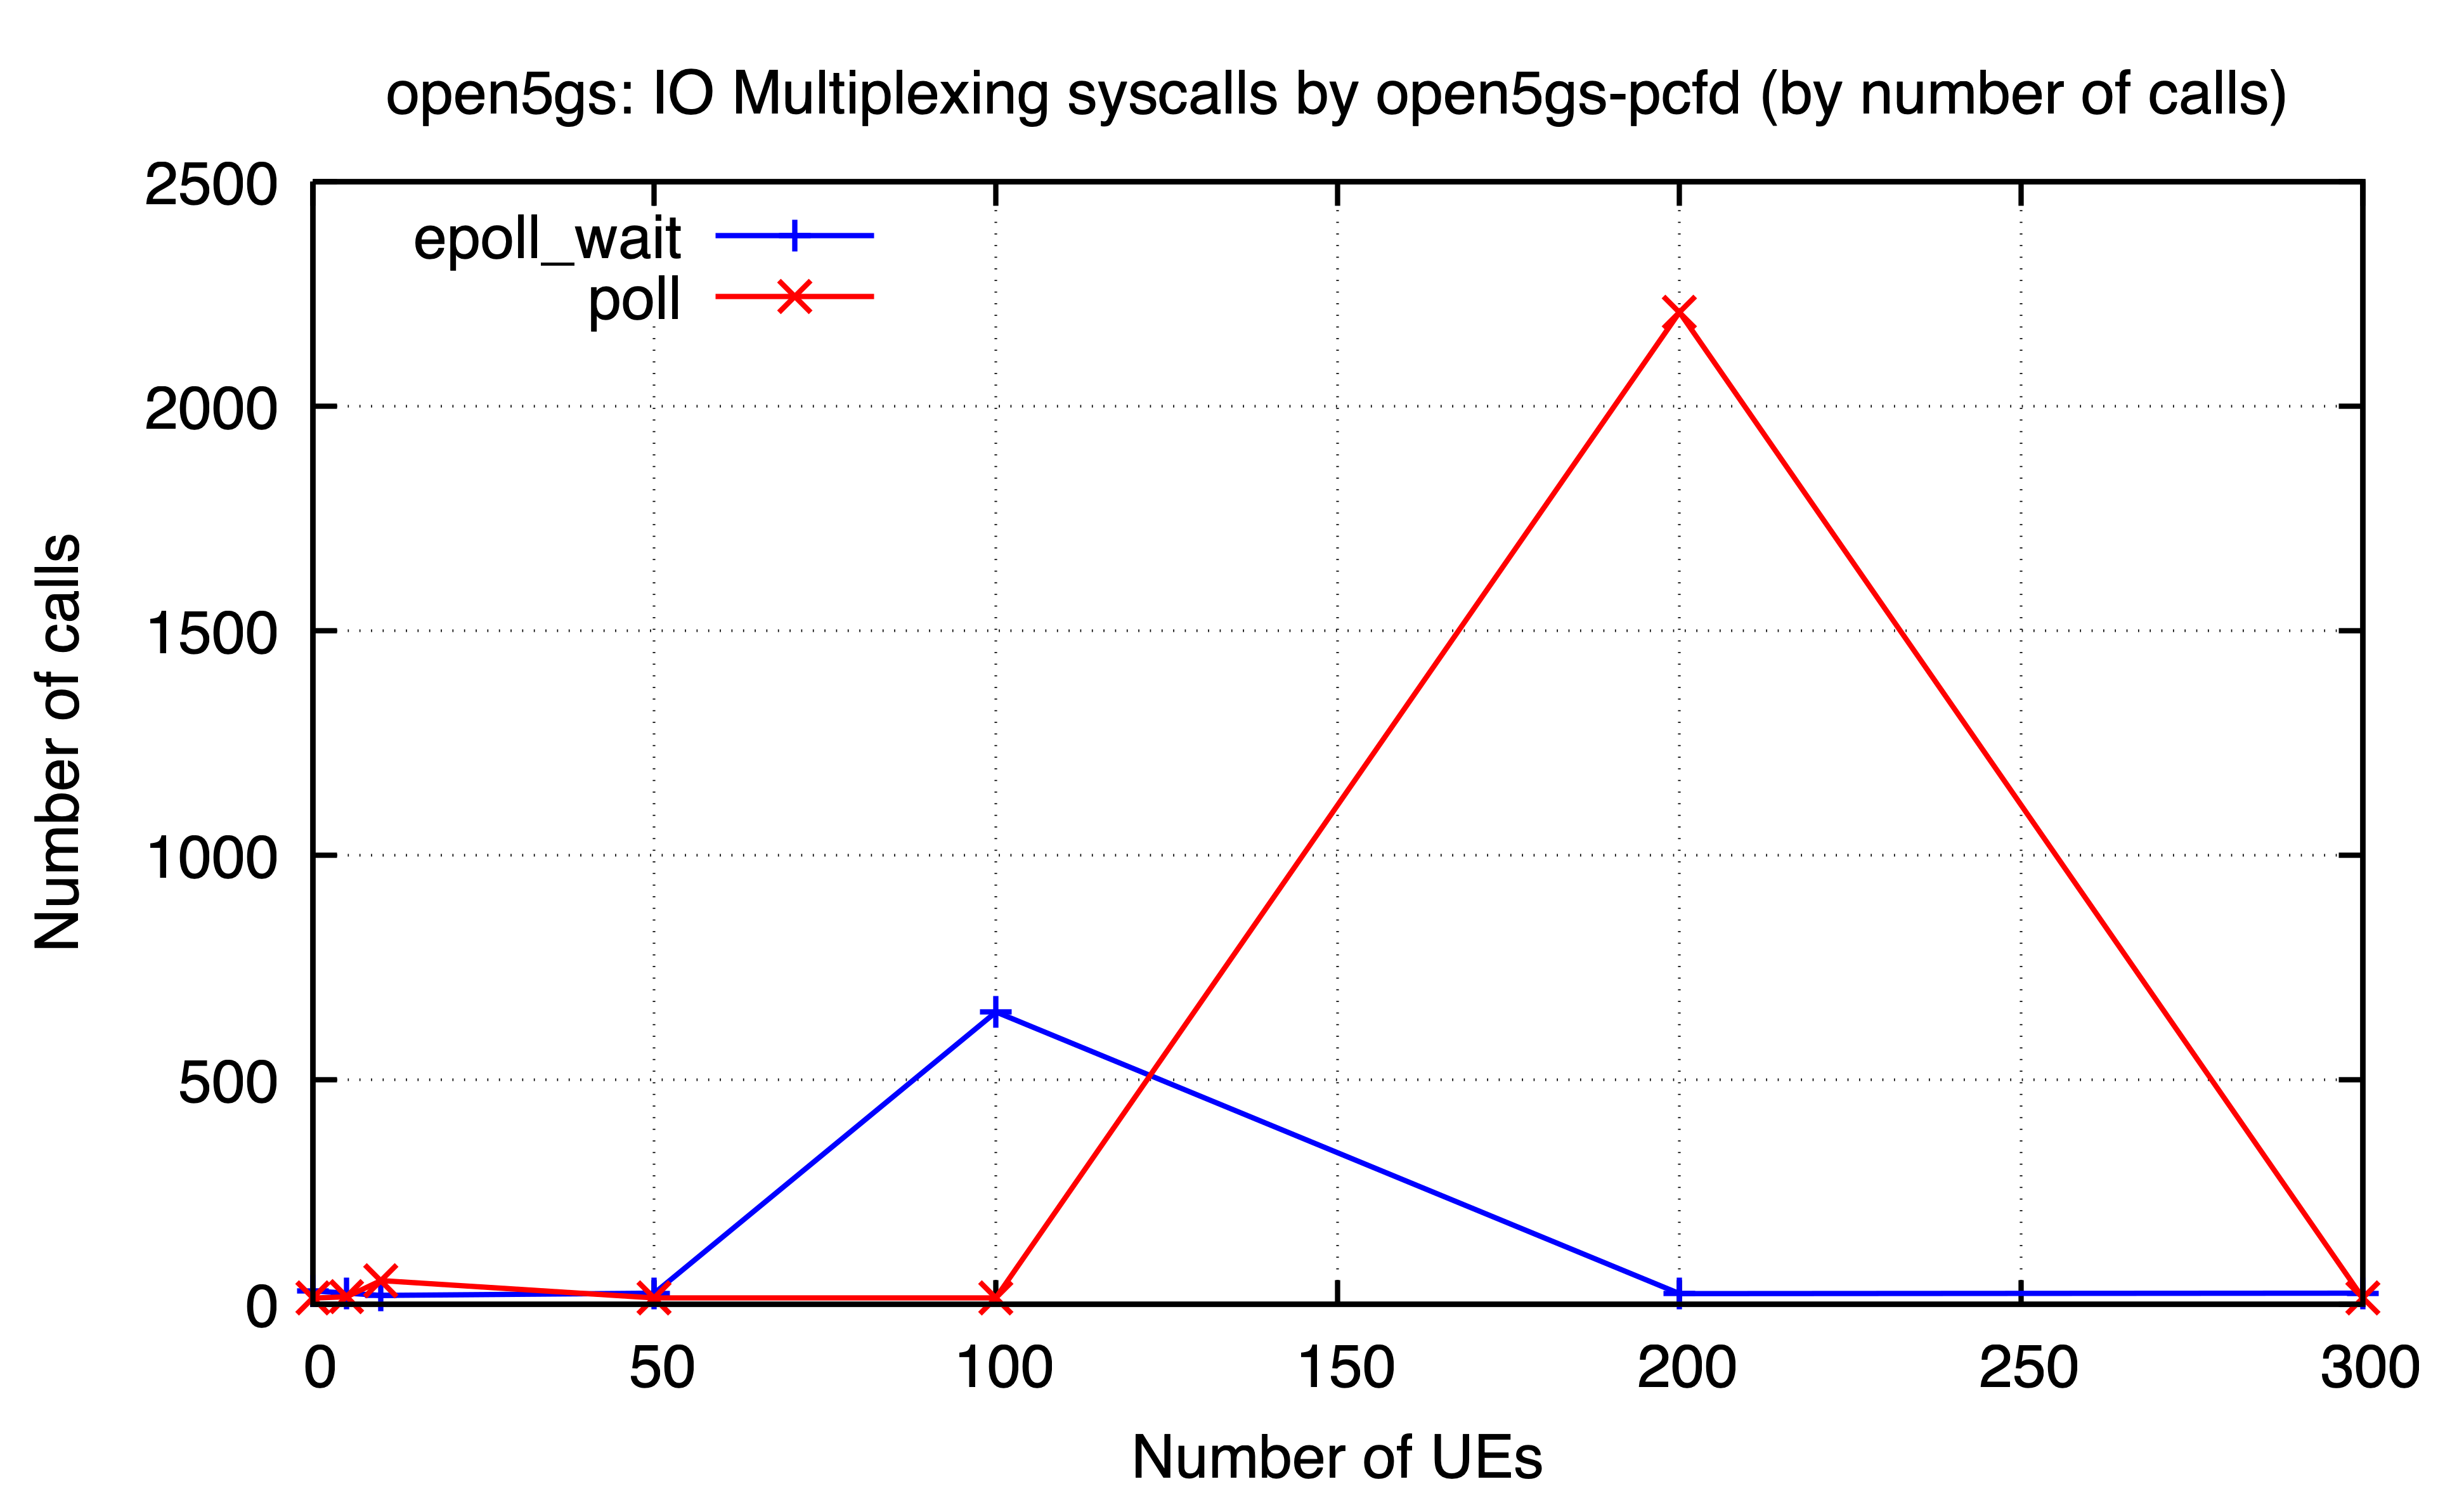 open5gs: IO Multiplexing syscalls by open5gs-pcfd (by number of calls)
2500
2000
1500
1000
500
0
Number of calls
epoll_wait
poll
0 50 100 150 200 250 300
Number of UEs